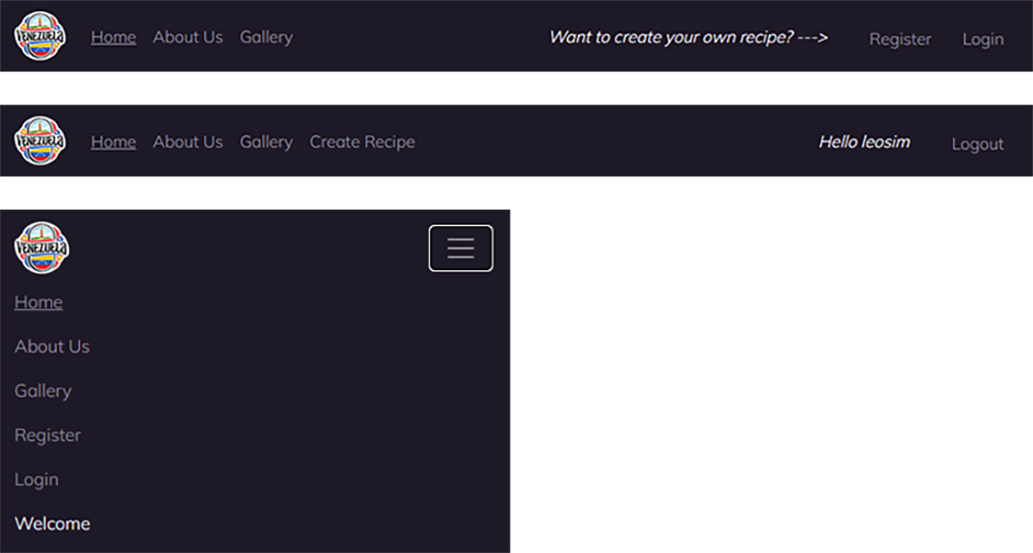 VENEZUELA Home About Us Gallery Want to create your own recipe? ---> Register Login
VENEZUELA Home About Us Gallery Create Recipe Hello leosim Logout
VENEZUELA
Home
About Us
Gallery
Register
Login
Welcome